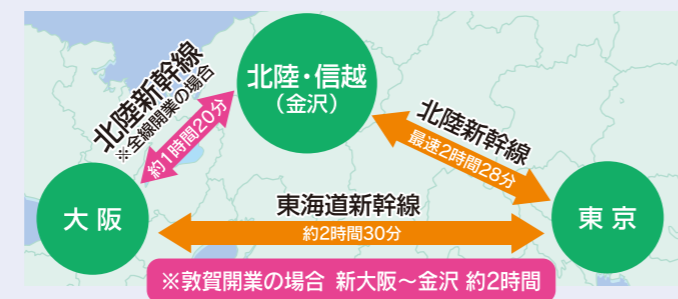 北陸新幹線
※全線開業の場合
約1時間20分
北陸・信越
（金沢）
北陸新幹線
最速2時間28分
大阪
東海道新幹線
約2時間30分
東京
※敦賀開業の場合 新大阪～金沢 約2時間